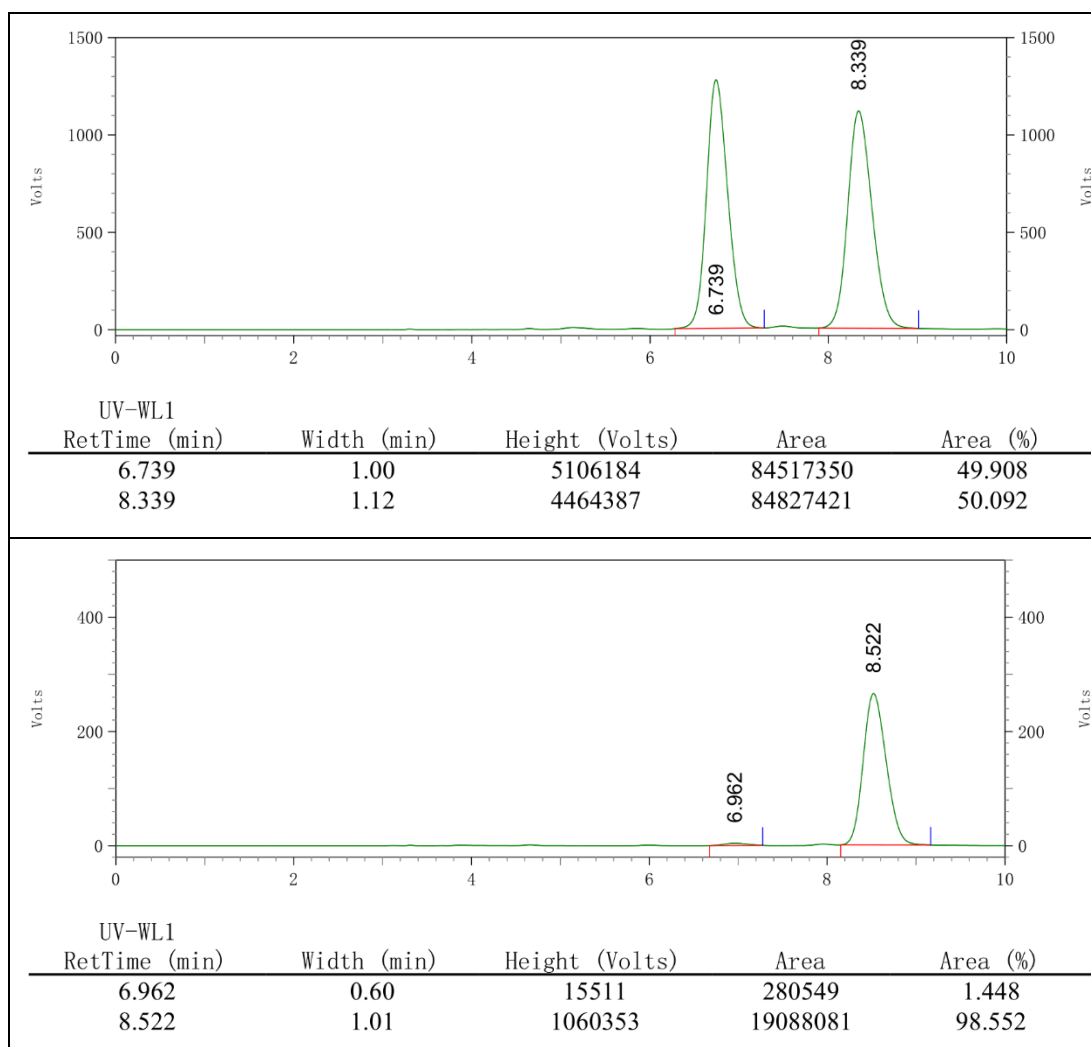 1500
1000
500
0
Volts
6.739
8.339
1500
1000
500
0
Volts
0 2 4 6 8 10
UV-WL1
RetTime (min) Width (min) Height (Volts) Area Area (%)
6.739 1.00 5106184 84517350 49.908
8.339 1.12 4464387 84827421 50.092
400
200
0
Volts
6.962
8.522
400
200
0
Volts
0 2 4 6 8 10
UV-WL1
RetTime (min) Width (min) Height (Volts) Area Area (%)
6.962 0.60 15511 280549 1.448
8.522 1.01 1060353 19088081 98.552